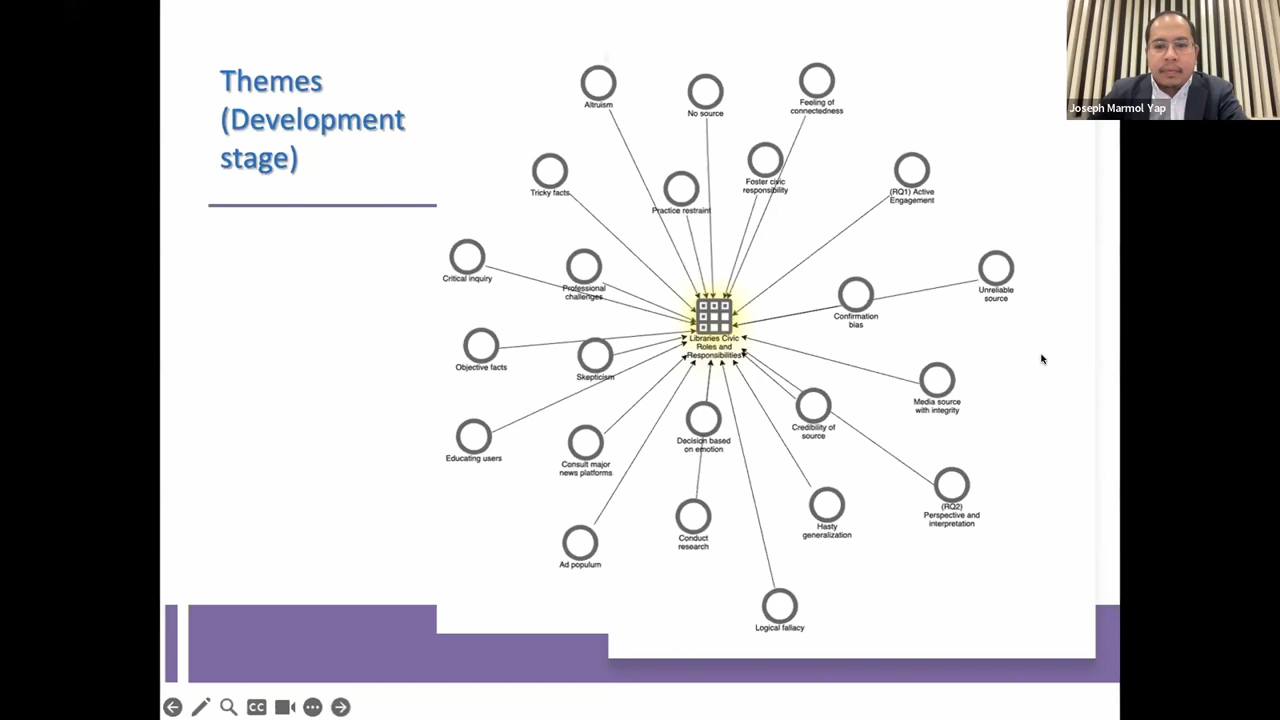 Themes
(Development
stage)
Joseph Marmol Yap
Altruism
No source
Feeling of
connectedness
Tricky facts
Practice restraint
Foster civic
responsibility
(RQ1) Active
Engagement
Critical inquiry
Professional
challenges
Confirmation
bias
Unreliable
source
Libraries Civic
Roles and
Responsibilities
Objective facts
Skepticism
Media source
with integrity
Educating users
Consult major
news platforms
Decision based
on emotion
Credibility of
source
(RQ2)
Perspective and
interpretation
Ad populum
Conduct
research
Hasty
generalization
Logical fallacy
CC